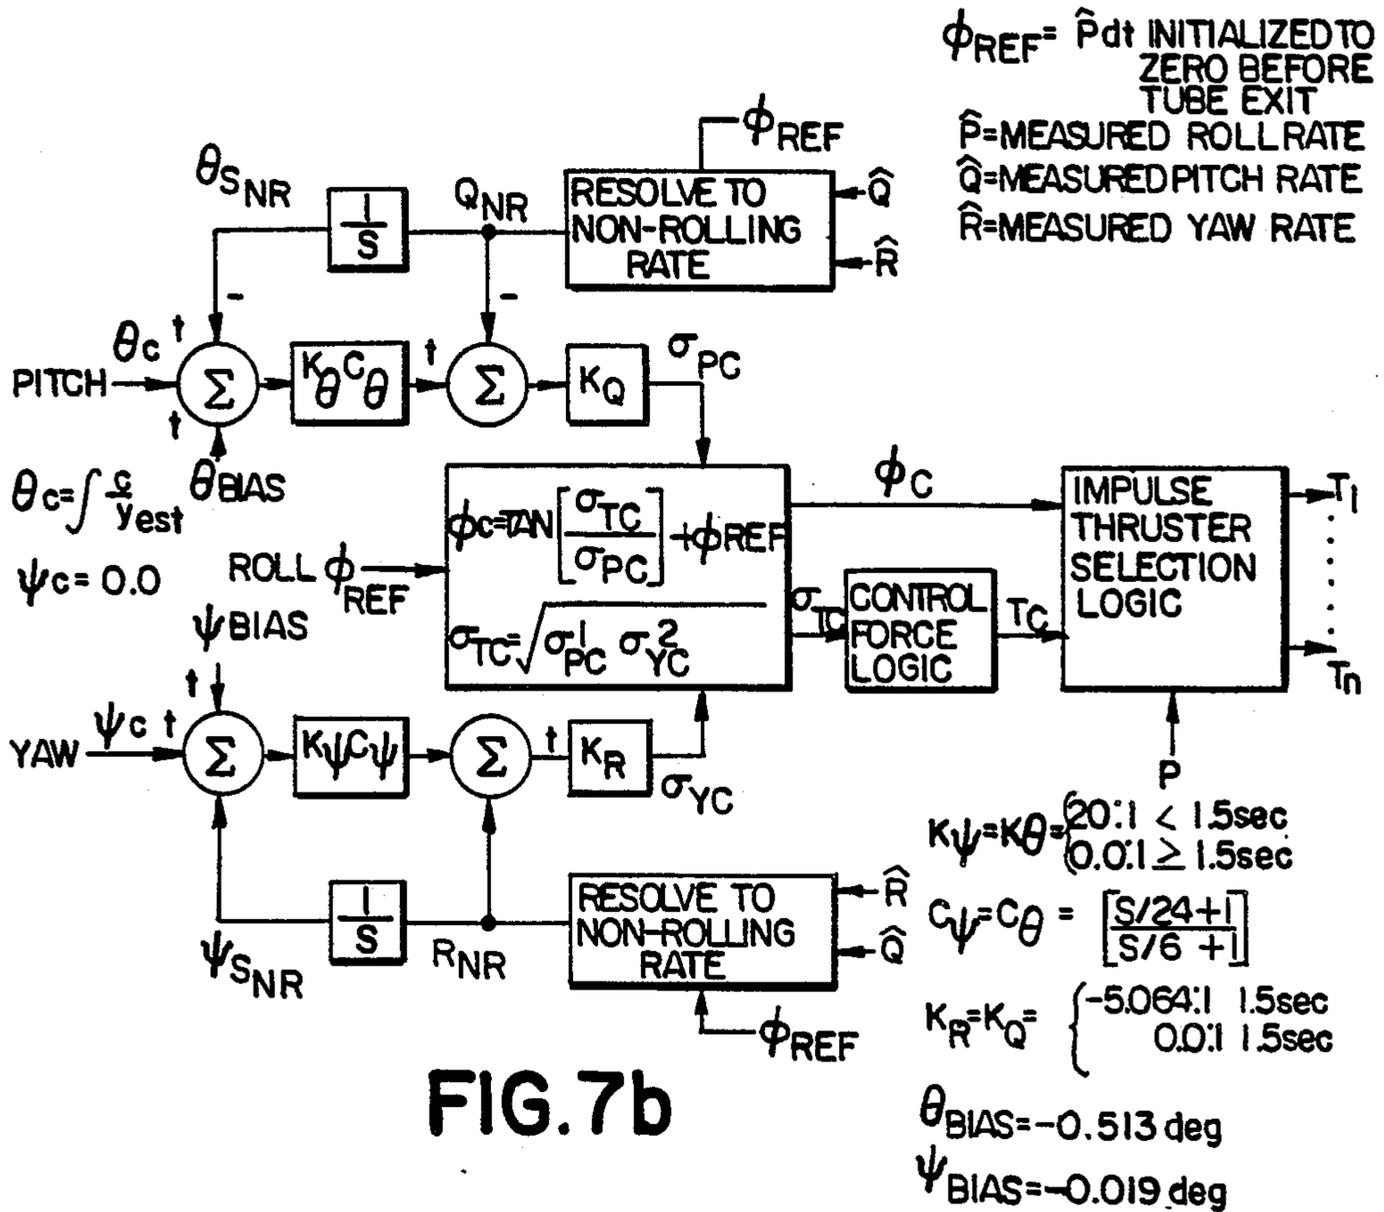 ϕREF= P̂dt INITIALIZED TO
ZERO BEFORE
TUBE EXIT
P̂=MEASURED ROLL RATE
Q̂=MEASURED PITCH RATE
R̂=MEASURED YAW RATE
ϕREF
θSNR
1/S
QNR
RESOLVE TO
NON-ROLLING
RATE
Q̂
R̂
-
-
PITCH
θc
t
t
Σ
KθCθ
t
Σ
KQ
σPC
θBIAS
θc=∫ċ/yest
ψc=0.0
ROLL ϕREF
ϕc=TAN[σTC/σPC]+ϕREF
σTC=√σPC^1 σYC^2
ϕC
σTC
CONTROL
FORCE
LOGIC
TC
IMPULSE
THRUSTER
SELECTION
LOGIC
T1
Tn
P
ψBIAS
t
YAW
ψc
t
Σ
KψCψ
Σ
t
KR
σYC
ψSNR
1/S
RNR
RESOLVE TO
NON-ROLLING
RATE
R̂
Q̂
ϕREF
Kψ=Kθ={20:1 < 1.5sec
0.0:1 ≥ 1.5sec
Cψ=Cθ=[S/24+1/S/6 +1]
KR=KQ={-5.064:1 1.5sec
0.0:1 1.5sec
θBIAS=-0.513 deg
ψBIAS=-0.019 deg
FIG.7b